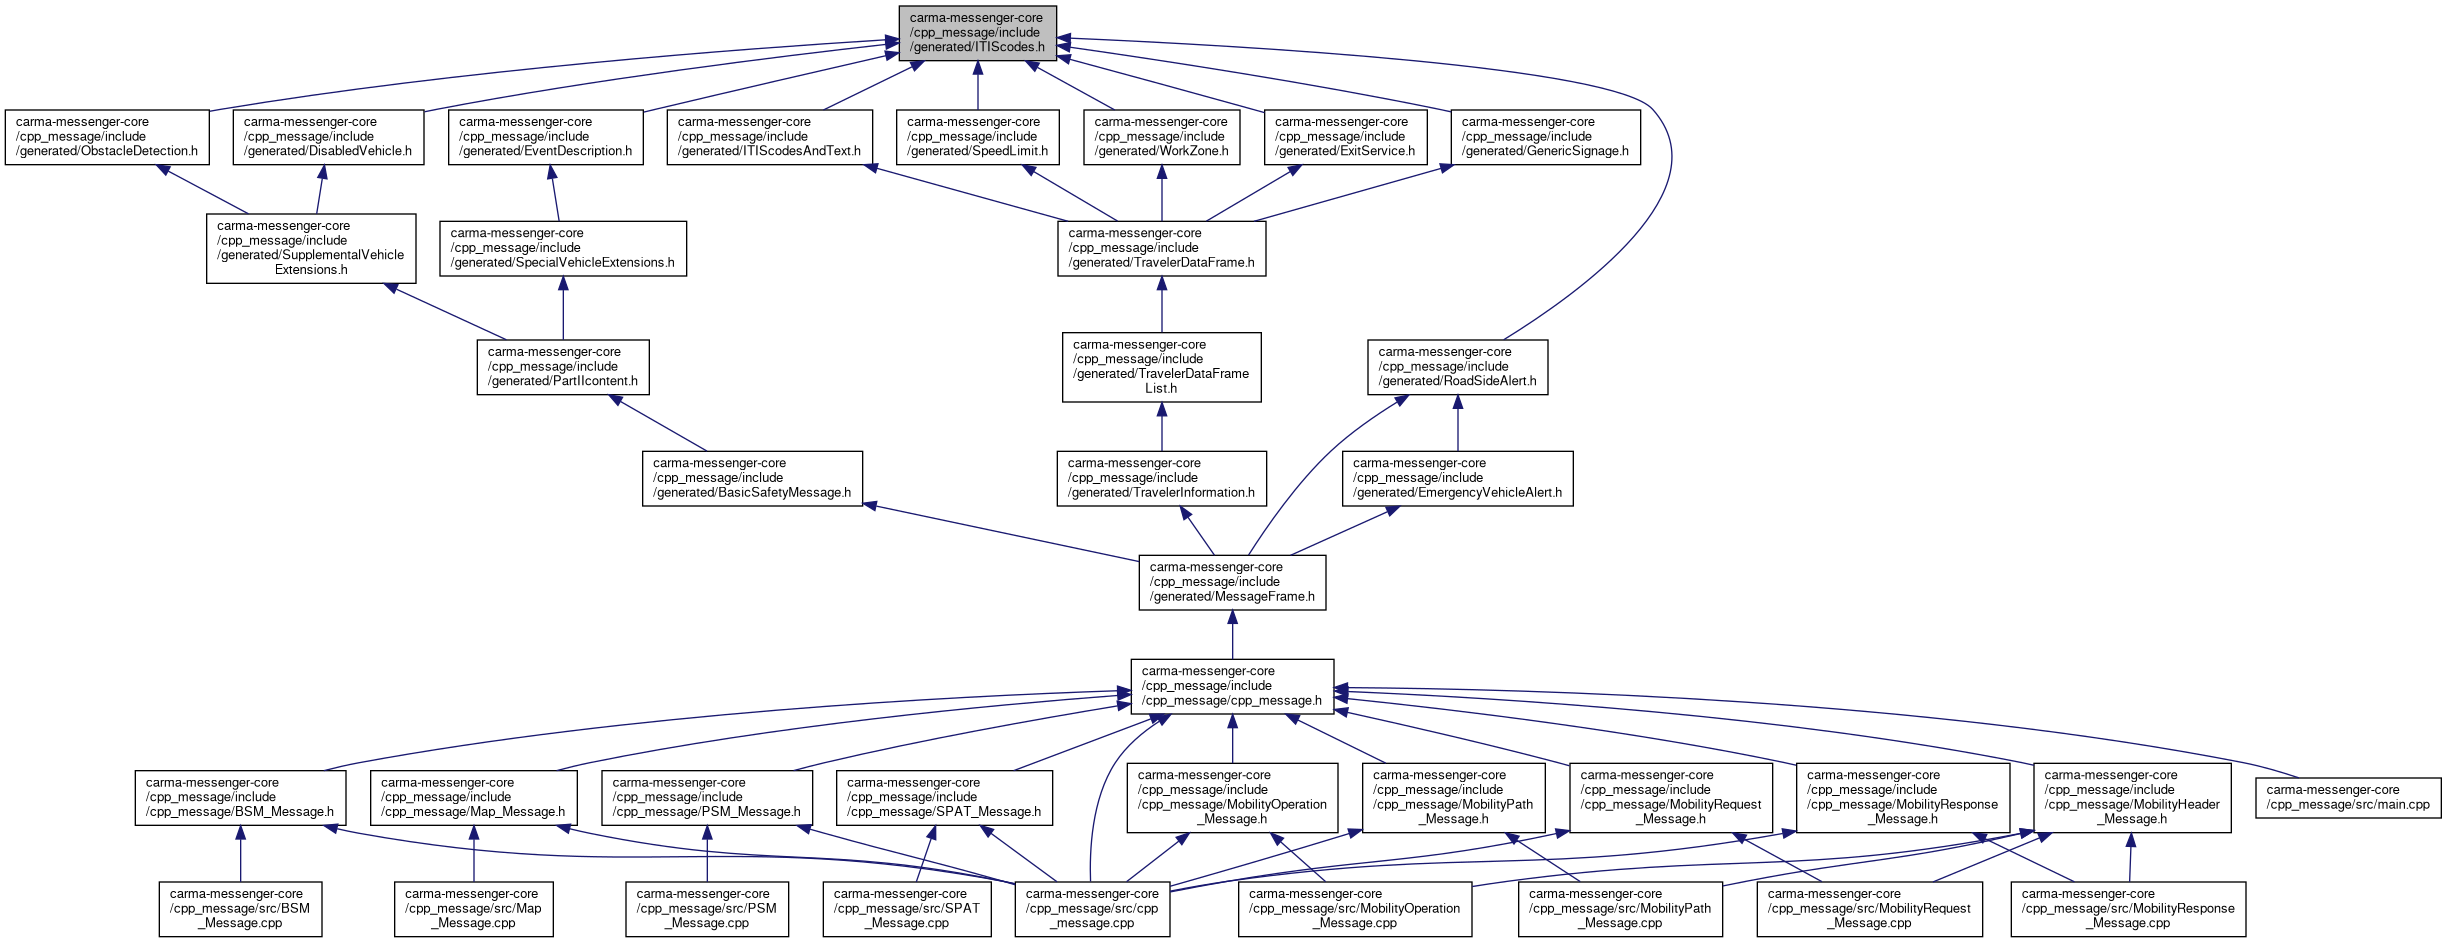 carma-messenger-core
/cpp_message/include
/generated/ITIScodes.h
carma-messenger-core
/cpp_message/include
/generated/ObstacleDetection.h
carma-messenger-core
/cpp_message/include
/generated/DisabledVehicle.h
carma-messenger-core
/cpp_message/include
/generated/EventDescription.h
carma-messenger-core
/cpp_message/include
/generated/ITIScodesAndText.h
carma-messenger-core
/cpp_message/include
/generated/SpeedLimit.h
carma-messenger-core
/cpp_message/include
/generated/WorkZone.h
carma-messenger-core
/cpp_message/include
/generated/ExitService.h
carma-messenger-core
/cpp_message/include
/generated/GenericSignage.h
carma-messenger-core
/cpp_message/include
/generated/SupplementalVehicle
Extensions.h
carma-messenger-core
/cpp_message/include
/generated/SpecialVehicleExtensions.h
carma-messenger-core
/cpp_message/include
/generated/TravelerDataFrame.h
carma-messenger-core
/cpp_message/include
/generated/PartIIcontent.h
carma-messenger-core
/cpp_message/include
/generated/TravelerDataFrame
List.h
carma-messenger-core
/cpp_message/include
/generated/RoadSideAlert.h
carma-messenger-core
/cpp_message/include
/generated/BasicSafetyMessage.h
carma-messenger-core
/cpp_message/include
/generated/TravelerInformation.h
carma-messenger-core
/cpp_message/include
/generated/EmergencyVehicleAlert.h
carma-messenger-core
/cpp_message/include
/generated/MessageFrame.h
carma-messenger-core
/cpp_message/include
/cpp_message/cpp_message.h
carma-messenger-core
/cpp_message/include
/cpp_message/BSM_Message.h
carma-messenger-core
/cpp_message/include
/cpp_message/Map_Message.h
carma-messenger-core
/cpp_message/include
/cpp_message/PSM_Message.h
carma-messenger-core
/cpp_message/include
/cpp_message/SPAT_Message.h
carma-messenger-core
/cpp_message/include
/cpp_message/MobilityOperation
_Message.h
carma-messenger-core
/cpp_message/include
/cpp_message/MobilityPath
_Message.h
carma-messenger-core
/cpp_message/include
/cpp_message/MobilityRequest
_Message.h
carma-messenger-core
/cpp_message/include
/cpp_message/MobilityResponse
_Message.h
carma-messenger-core
/cpp_message/include
/cpp_message/MobilityHeader
_Message.h
carma-messenger-core
/cpp_message/src/main.cpp
carma-messenger-core
/cpp_message/src/BSM
_Message.cpp
carma-messenger-core
/cpp_message/src/Map
_Message.cpp
carma-messenger-core
/cpp_message/src/PSM
_Message.cpp
carma-messenger-core
/cpp_message/src/SPAT
_Message.cpp
carma-messenger-core
/cpp_message/src/cpp
_message.cpp
carma-messenger-core
/cpp_message/src/MobilityOperation
_Message.cpp
carma-messenger-core
/cpp_message/src/MobilityPath
_Message.cpp
carma-messenger-core
/cpp_message/src/MobilityRequest
_Message.cpp
carma-messenger-core
/cpp_message/src/MobilityResponse
_Message.cpp